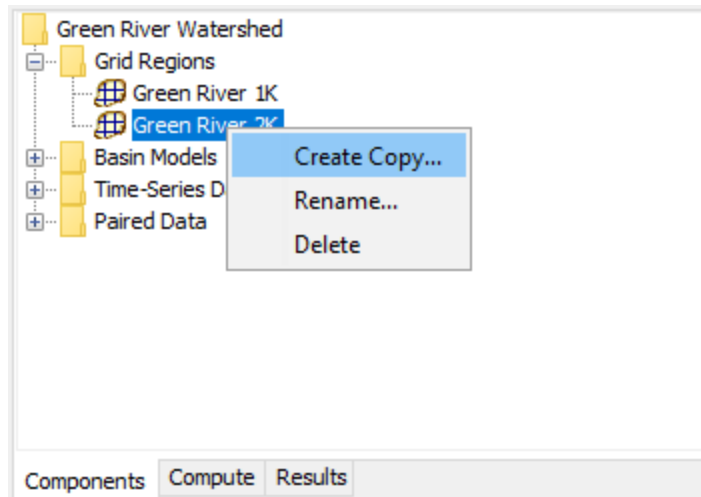 Green River Watershed
Grid Regions
Green River 1K
Green River 2K
Basin Models
Time-Series D
Paired Data
Create Copy...
Rename...
Delete
Components Compute Results